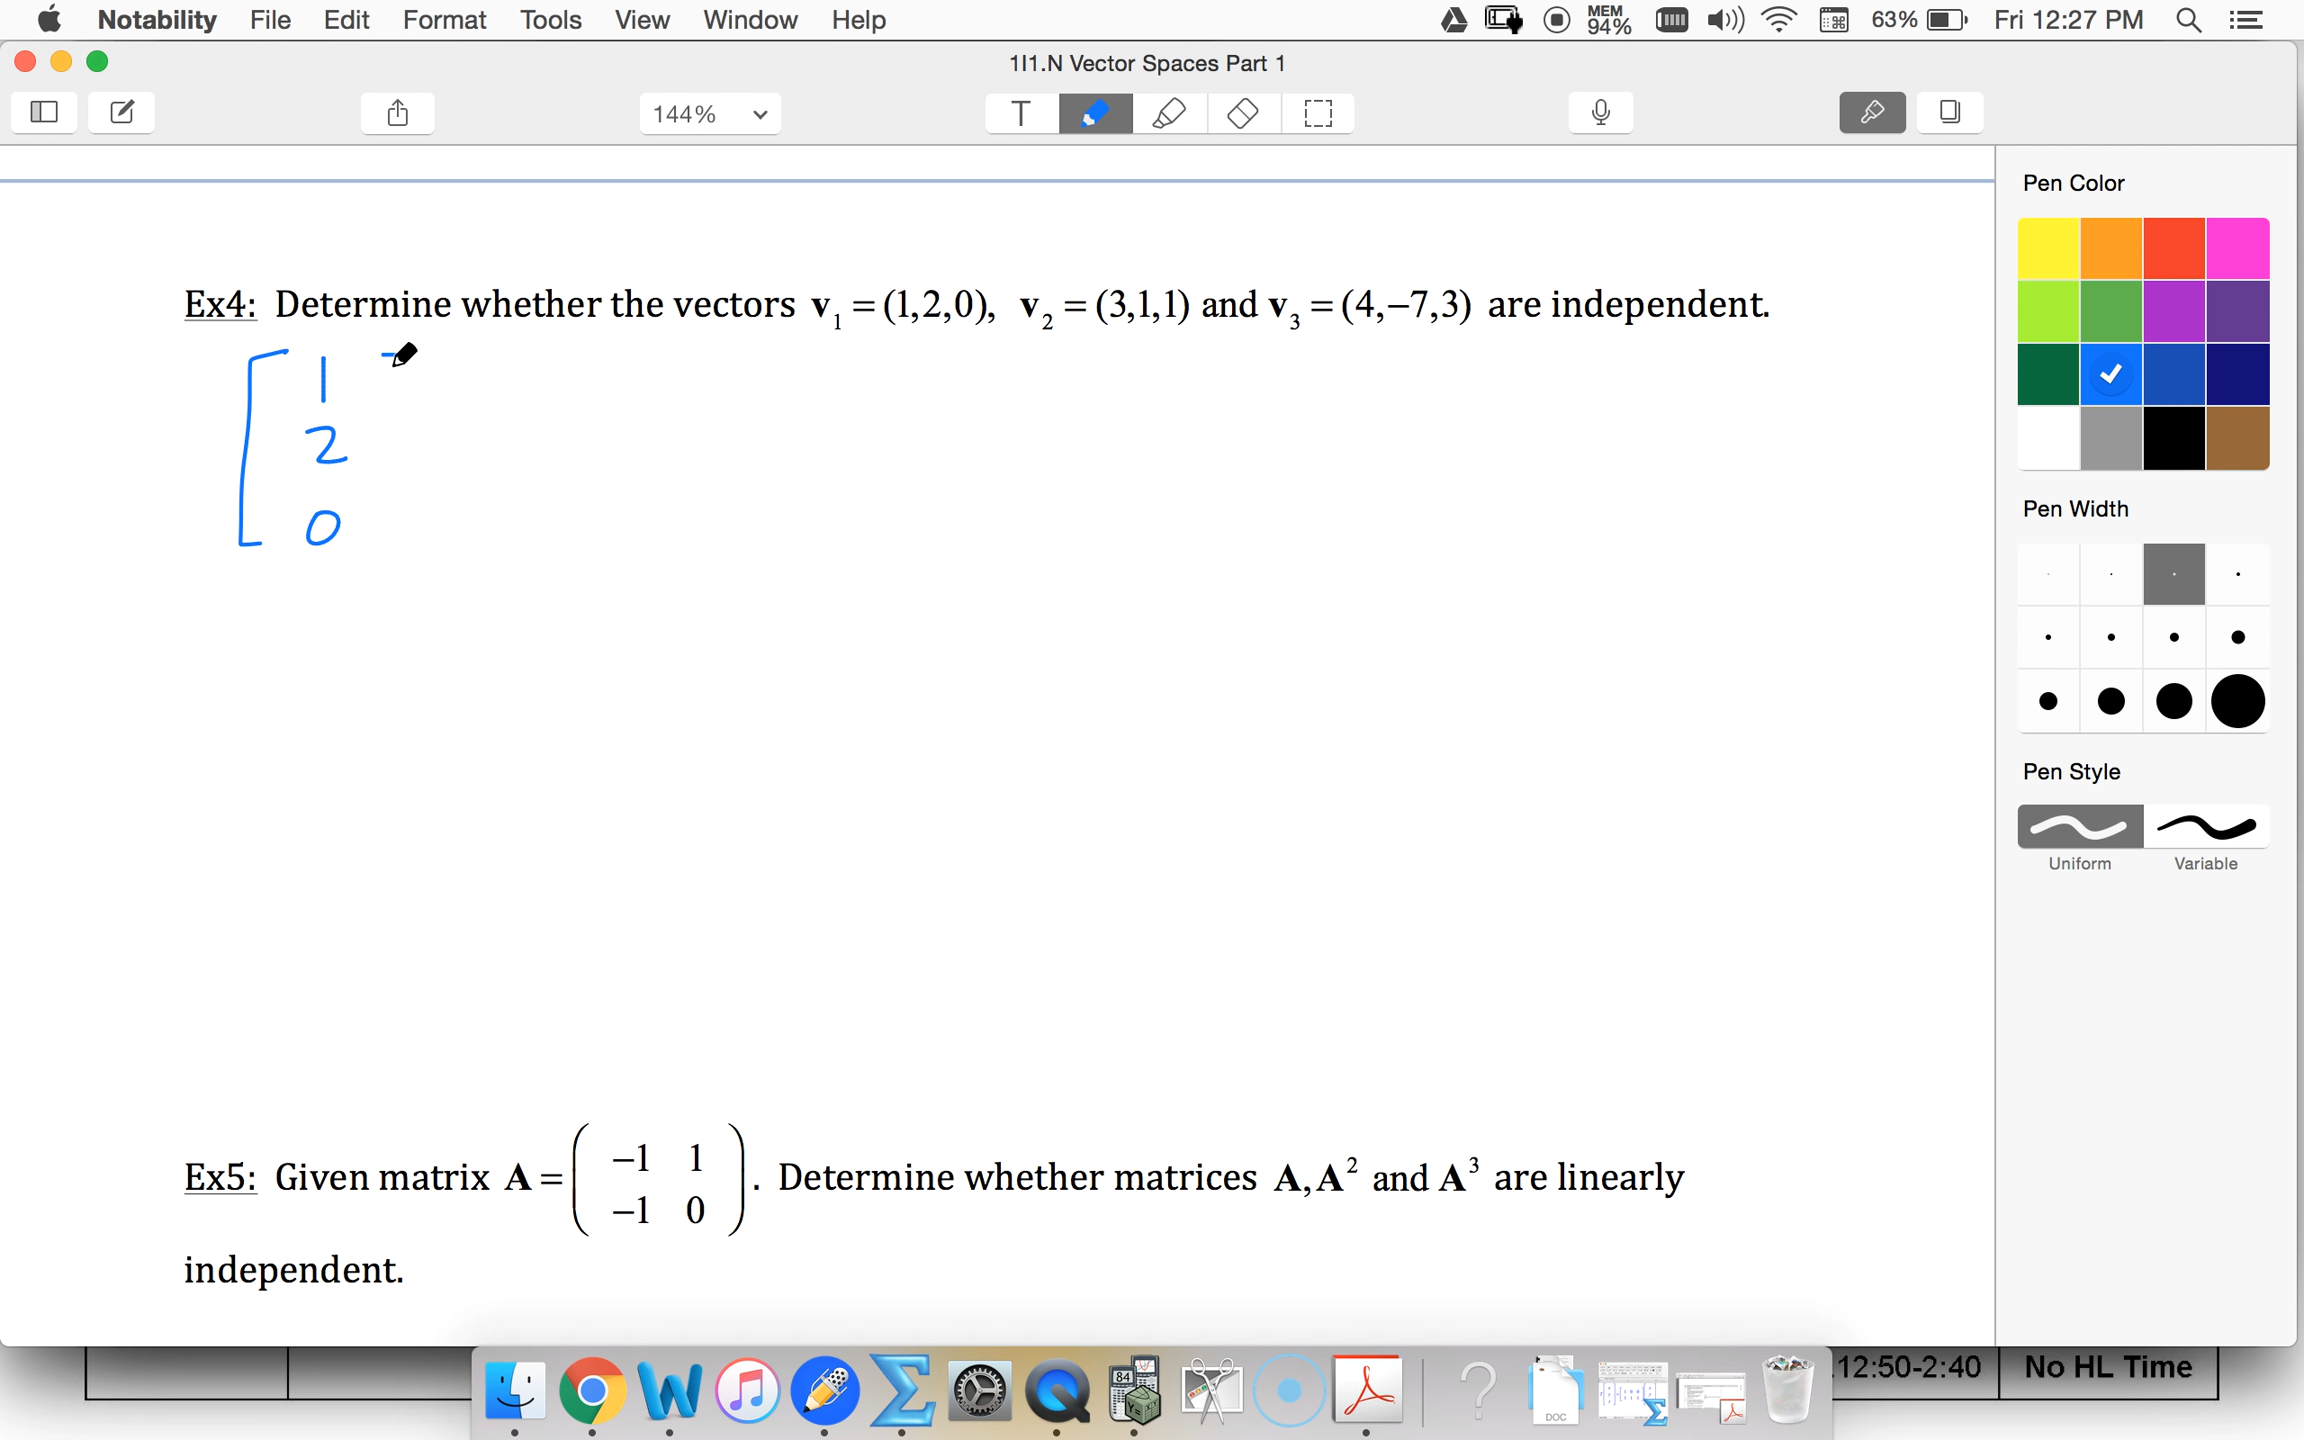 Notability File Edit Format Tools View Window Help MEM 94% 63% Fri 12:27 PM
1I1.N Vector Spaces Part 1
144% T
Pen Color
Ex4: Determine whether the vectors v₁ = (1,2,0), v₂ = (3,1,1) and v₃ = (4,−7,3) are independent.
1
2
0
Pen Width
Pen Style
Uniform Variable
Ex5: Given matrix A = ( −1 1
−1 0 ) . Determine whether matrices A, A² and A³ are linearly
independent.
12:50-2:40 No HL Time
84
DOC